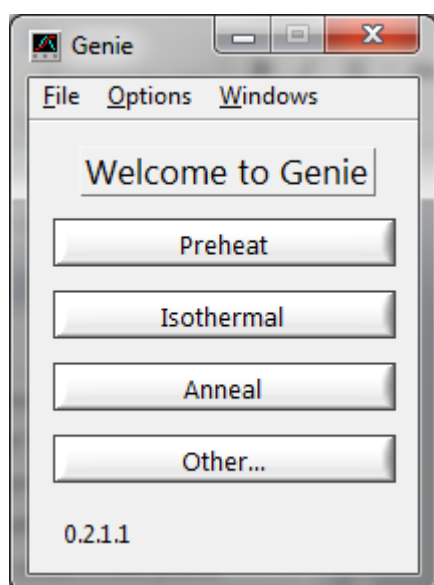 Genie
File Options Windows
Welcome to Genie
Preheat
Isothermal
Anneal
Other...
0.2.1.1